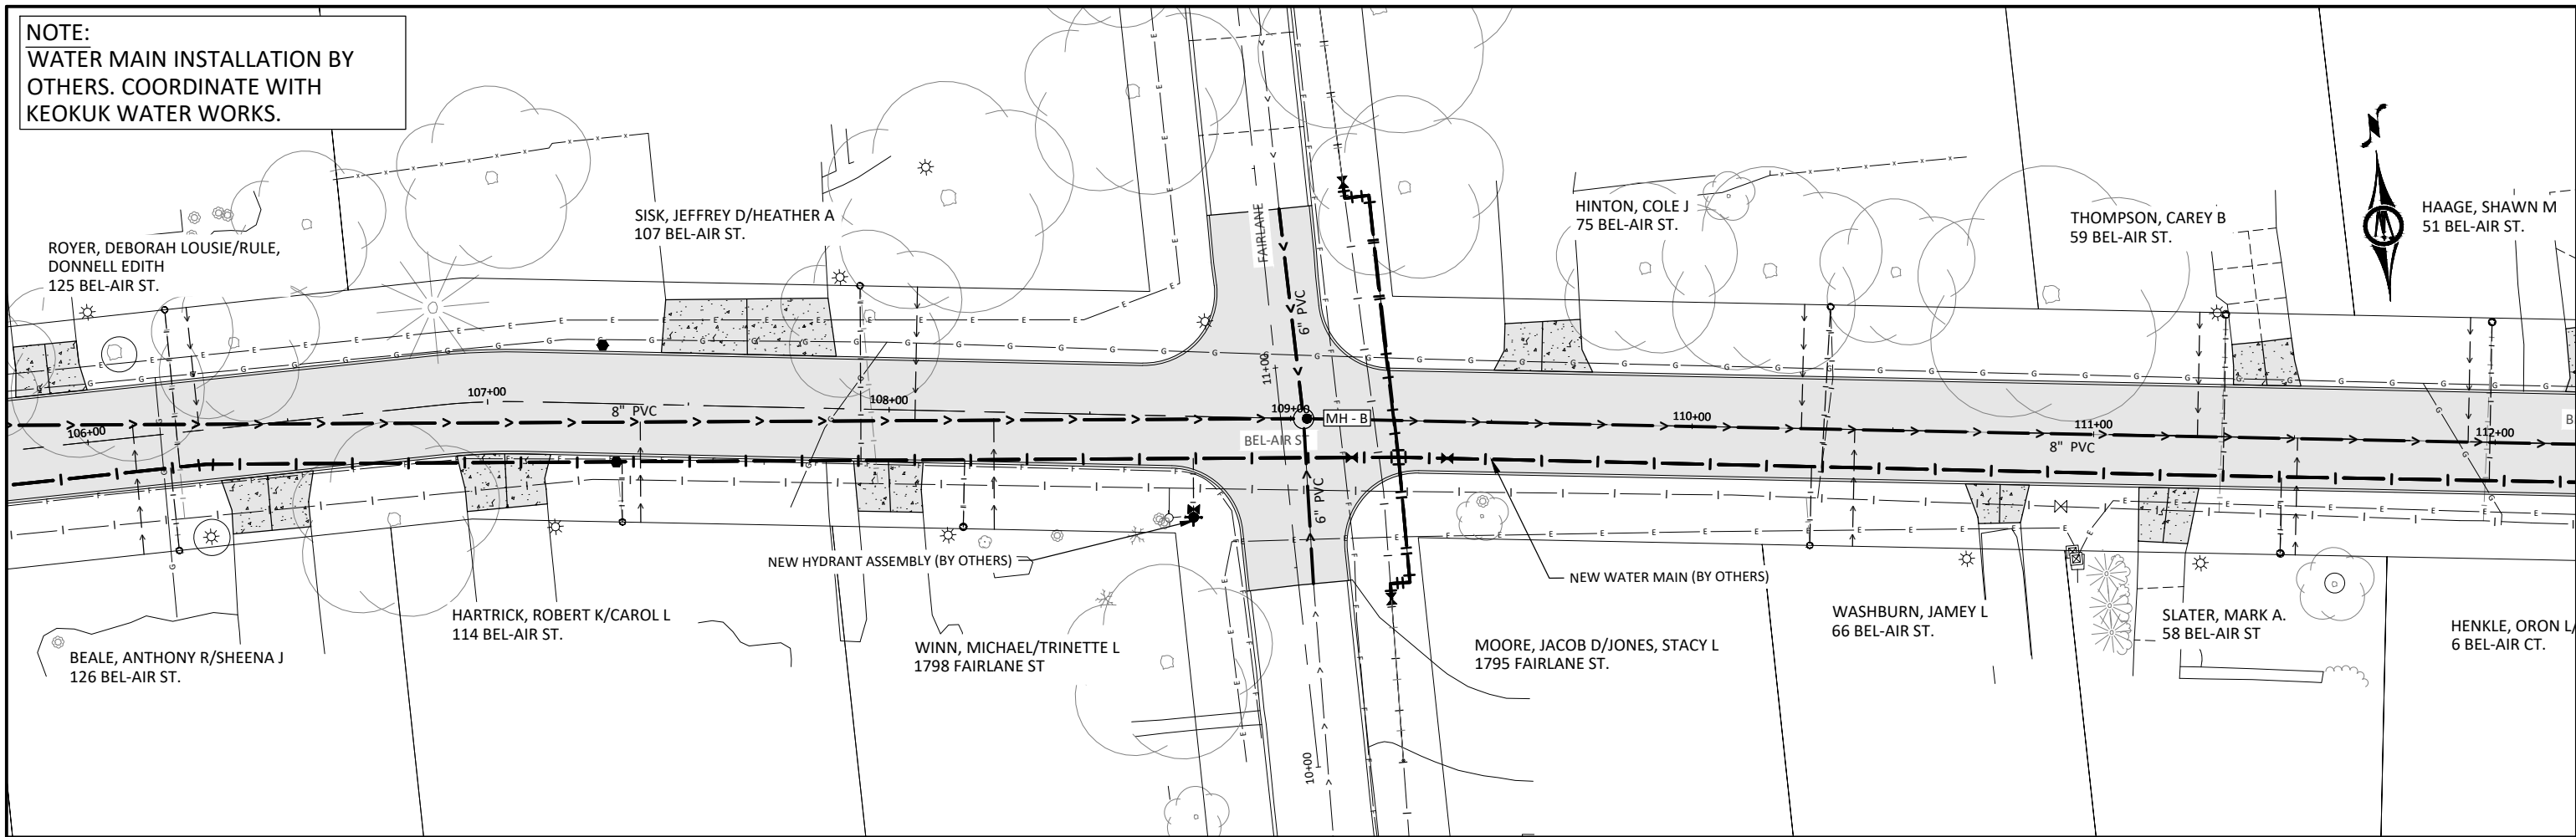 NOTE:
WATER MAIN INSTALLATION BY
OTHERS. COORDINATE WITH
KEOKUK WATER WORKS.
ROYER, DEBORAH LOUSIE/RULE,
DONNELL EDITH
125 BEL-AIR ST.
SISK, JEFFREY D/HEATHER A
107 BEL-AIR ST.
FAIRLANE
HINTON, COLE J
75 BEL-AIR ST.
THOMPSON, CAREY B
59 BEL-AIR ST.
HAAGE, SHAWN M
51 BEL-AIR ST.
6" PVC
11+00
106+00
107+00
8" PVC
108+00
109+00
MH - B
BEL-AIR ST
110+00
111+00
8" PVC
112+00
B
6" PVC
NEW HYDRANT ASSEMBLY (BY OTHERS)
NEW WATER MAIN (BY OTHERS)
BEALE, ANTHONY R/SHEENA J
126 BEL-AIR ST.
HARTRICK, ROBERT K/CAROL L
114 BEL-AIR ST.
WINN, MICHAEL/TRINETTE L
1798 FAIRLANE ST
MOORE, JACOB D/JONES, STACY L
1795 FAIRLANE ST.
WASHBURN, JAMEY L
66 BEL-AIR ST.
SLATER, MARK A.
58 BEL-AIR ST
HENKLE, ORON L/
6 BEL-AIR CT.
10+00